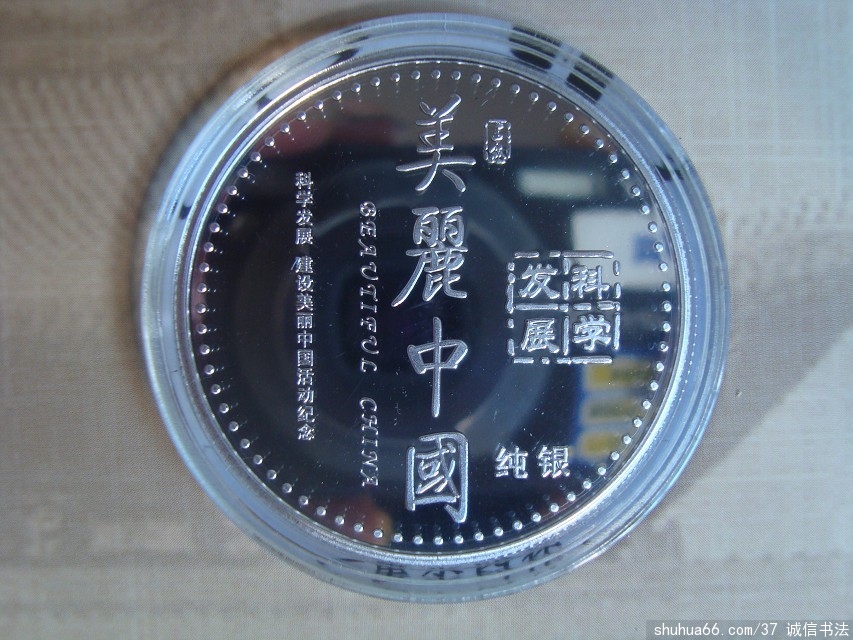 美麗中國
科学
发展
BEAUTIFUL CHINA
科学发展 建设美丽中国活动纪念
纯银
shuhua66.com/37 诚信书法